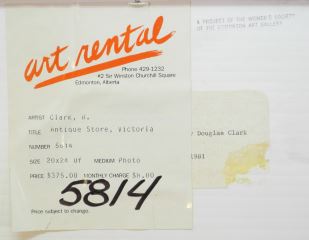 art rental
Phone 429-1232
#2 Sir Winston Churchill Square
Edmonton, Alberta
A PROJECT OF THE WOMEN'S SOCIETY
OF THE EDMONTON ART GALLERY
ARTIST Clark, D.
TITLE Antique Store, Victoria
NUMBER 5814
SIZE 20x24 Uf MEDIUM Photo
PRICE $375.00 MONTHLY CHARGE $8.00
5814
Price subject to change.
Douglas Clark
1981